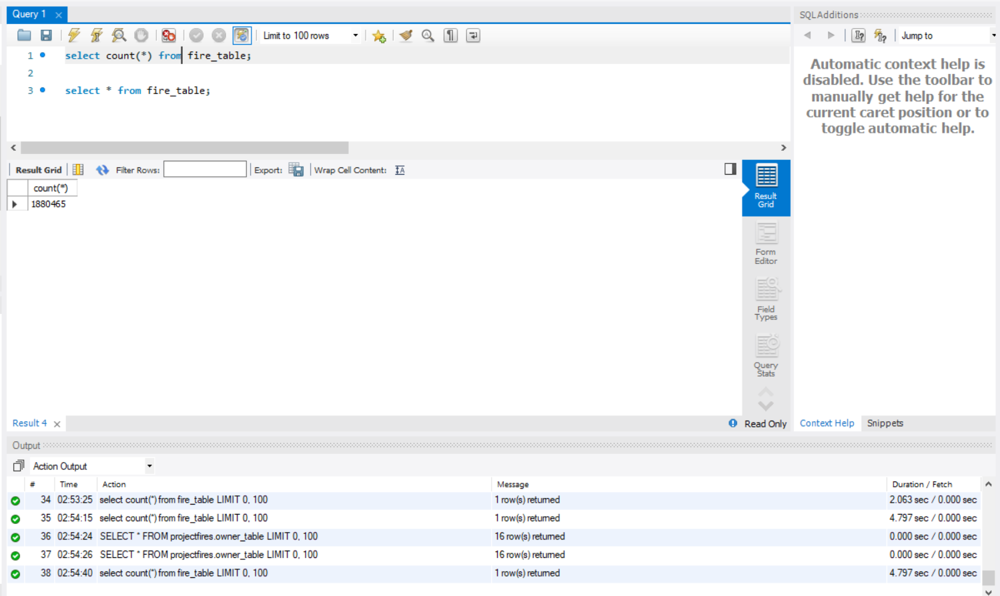 Query 1
SQLAdditions
Limit to 100 rows
Jump to
1 select count(*) from fire_table;
2
3 select * from fire_table;
Automatic context help is
disabled. Use the toolbar to
manually get help for the
current caret position or to
toggle automatic help.
Result Grid Filter Rows: Export: Wrap Cell Content:
count(*)
1880465
Result
Grid
Form
Editor
Field
Types
Query
Stats
Result 4
Read Only
Context Help Snippets
Output
Action Output
# Time Action Message Duration / Fetch
34 02:53:25 select count(*) from fire_table LIMIT 0, 100 1 row(s) returned 2.063 sec / 0.000 sec
35 02:54:15 select count(*) from fire_table LIMIT 0, 100 1 row(s) returned 4.797 sec / 0.000 sec
36 02:54:24 SELECT * FROM projectfires.owner_table LIMIT 0, 100 16 row(s) returned 0.000 sec / 0.000 sec
37 02:54:26 SELECT * FROM projectfires.owner_table LIMIT 0, 100 16 row(s) returned 0.000 sec / 0.000 sec
38 02:54:40 select count(*) from fire_table LIMIT 0, 100 1 row(s) returned 4.797 sec / 0.000 sec